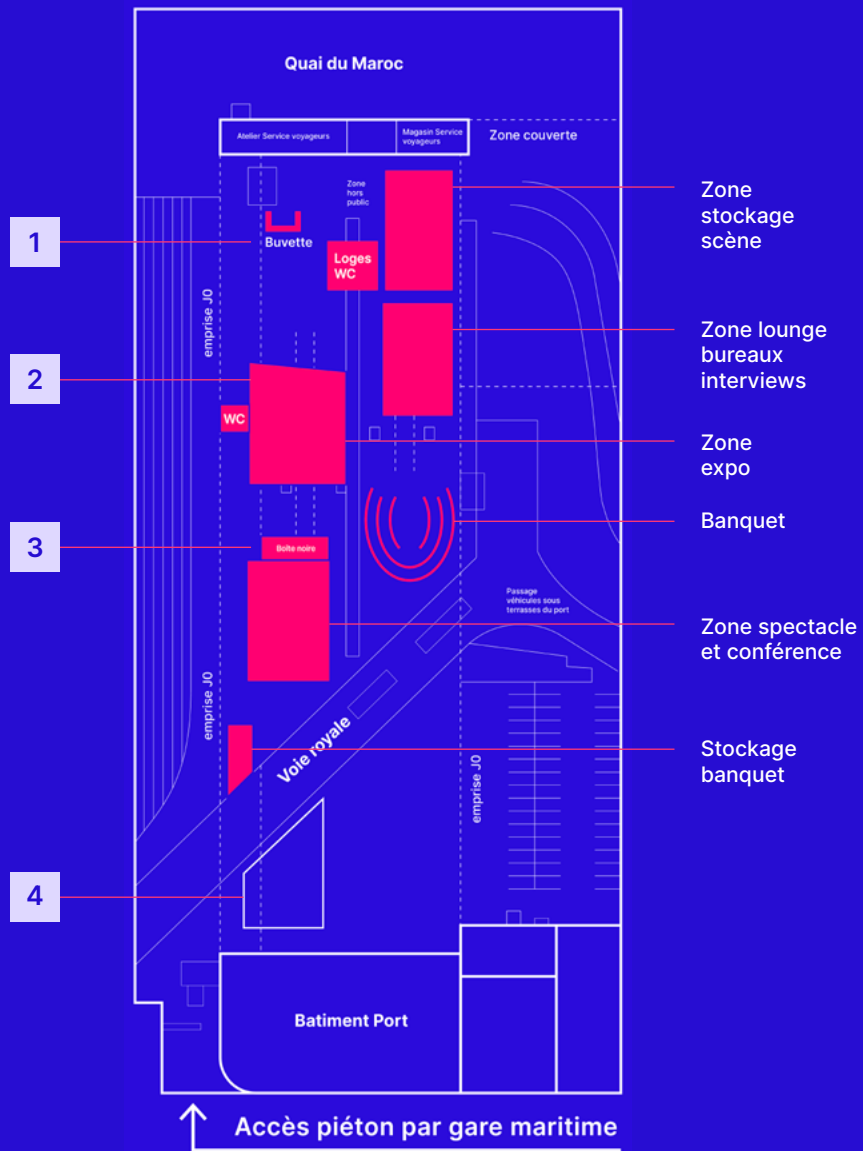 Quai du Maroc
Atelier Service voyageurs
Magasin Service
voyageurs
Zone couverte
Zone
hors
public
Zone
stockage
scène
1
Buvette
Loges
WC
emprise J0
Zone lounge
bureaux
interviews
2
WC
Zone
expo
Banquet
3
Boîte noire
Passage
véhicules sous
terrasses du port
Zone spectacle
et conférence
emprise J0
Voie royale
Stockage
banquet
emprise J0
4
Batiment Port
Accès piéton par gare maritime